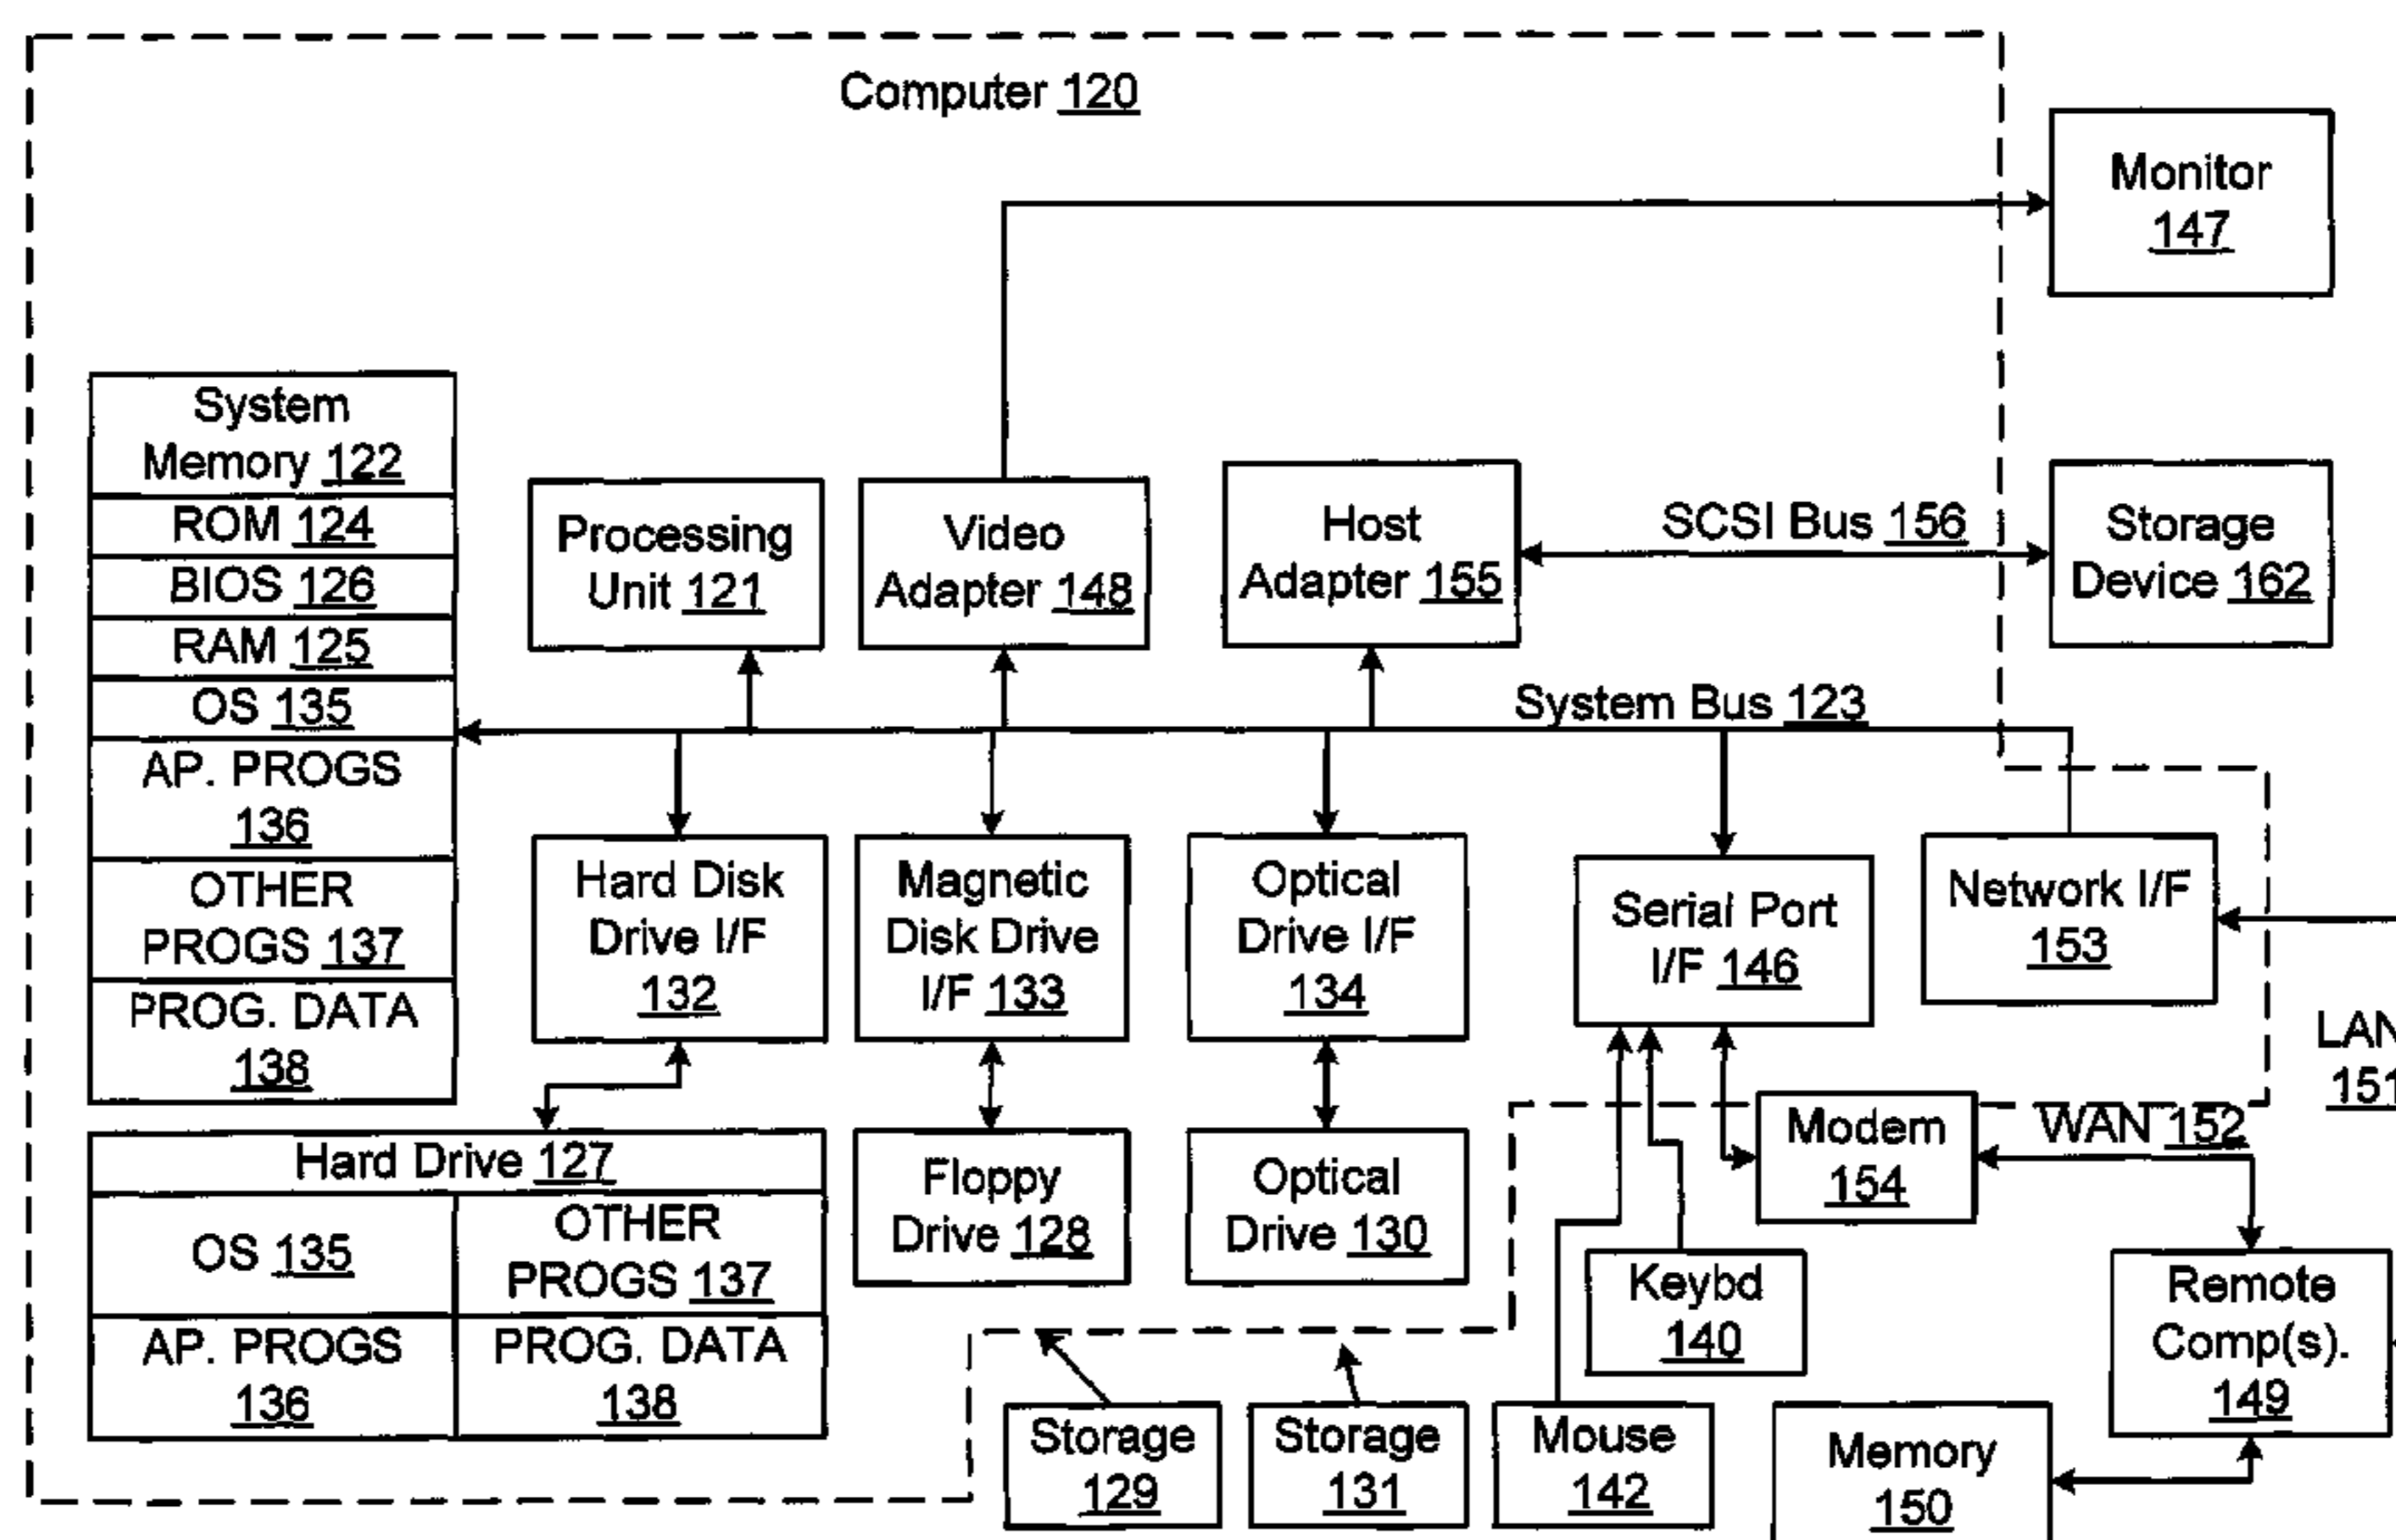 Computer 120
Monitor
147
System
Memory 122
ROM 124
BIOS 126
RAM 125
OS 135
AP. PROGS
136
OTHER
PROGS 137
PROG. DATA
138
Processing
Unit 121
Video
Adapter 148
Host
Adapter 155
SCSI Bus 156
Storage
Device 162
System Bus 123
Hard Disk
Drive I/F
132
Magnetic
Disk Drive
I/F 133
Optical
Drive I/F
134
Serial Port
I/F 146
Network I/F
153
LAN
151
Hard Drive 127
OS 135
OTHER
PROGS 137
AP. PROGS
136
PROG. DATA
138
Floppy
Drive 128
Optical
Drive 130
Modem
154
WAN 152
Keybd
140
Remote
Comp(s).
149
Storage
129
Storage
131
Mouse
142
Memory
150